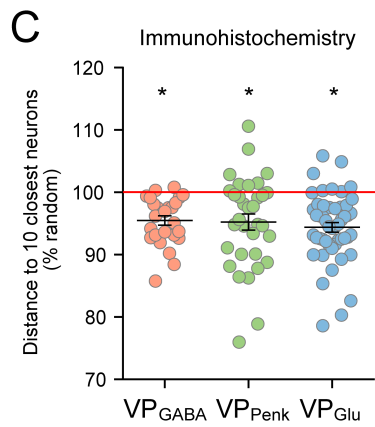 C
Immunohistochemistry
Distance to 10 closest neurons
(% random)
120
110
100
90
80
70
* * *
VPGABA VPPenk VPGlu